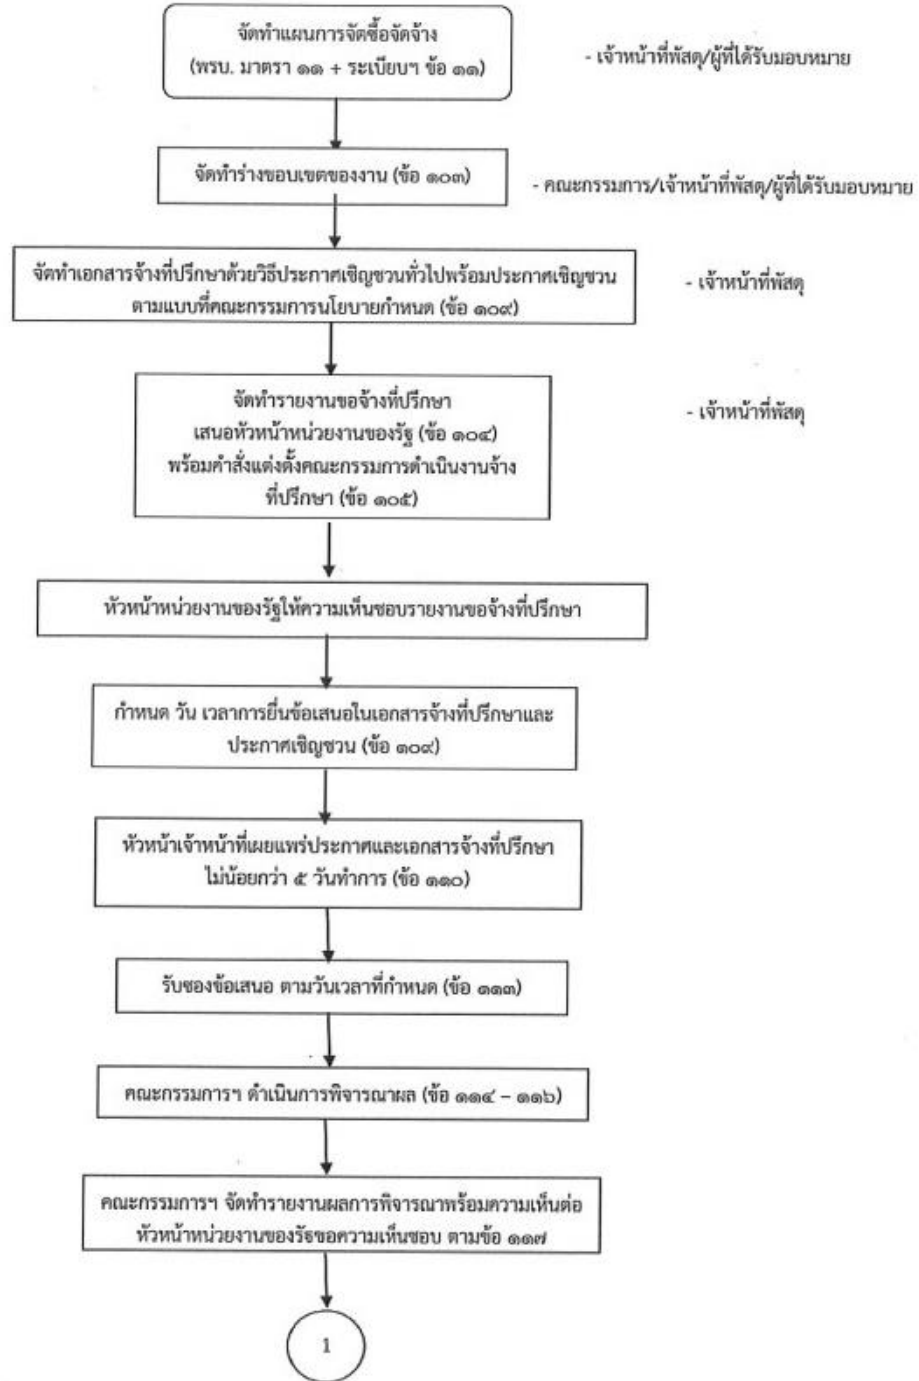 จัดทำแผนการจัดซื้อจัดจ้าง
(พรบ. มาตรา ๑๑ + ระเบียบฯ ข้อ ๑๑)
- เจ้าหน้าที่พัสดุ/ผู้ที่ได้รับมอบหมาย
จัดทำร่างขอบเขตของงาน (ข้อ ๑๐๓)
- คณะกรรมการ/เจ้าหน้าที่พัสดุ/ผู้ที่ได้รับมอบหมาย
จัดทำเอกสารจ้างที่ปรึกษาด้วยวิธีประกาศเชิญชวนทั่วไปพร้อมประกาศเชิญชวน
ตามแบบที่คณะกรรมการนโยบายกำหนด (ข้อ ๑๐๙)
- เจ้าหน้าที่พัสดุ
จัดทำรายงานขอจ้างที่ปรึกษา
เสนอหัวหน้าหน่วยงานของรัฐ (ข้อ ๑๐๔)
พร้อมคำสั่งแต่งตั้งคณะกรรมการดำเนินงานจ้าง
ที่ปรึกษา (ข้อ ๑๐๕)
- เจ้าหน้าที่พัสดุ
หัวหน้าหน่วยงานของรัฐให้ความเห็นชอบรายงานขอจ้างที่ปรึกษา
กำหนด วัน เวลาการยื่นข้อเสนอในเอกสารจ้างที่ปรึกษาและ
ประกาศเชิญชวน (ข้อ ๑๐๙)
หัวหน้าเจ้าหน้าที่เผยแพร่ประกาศและเอกสารจ้างที่ปรึกษา
ไม่น้อยกว่า ๕ วันทำการ (ข้อ ๑๑๐)
รับซองข้อเสนอ ตามวันเวลาที่กำหนด (ข้อ ๑๑๓)
คณะกรรมการฯ ดำเนินการพิจารณาผล (ข้อ ๑๑๔ – ๑๑๖)
คณะกรรมการฯ จัดทำรายงานผลการพิจารณาพร้อมความเห็นต่อ
หัวหน้าหน่วยงานของรัฐขอความเห็นชอบ ตามข้อ ๑๑๗
1